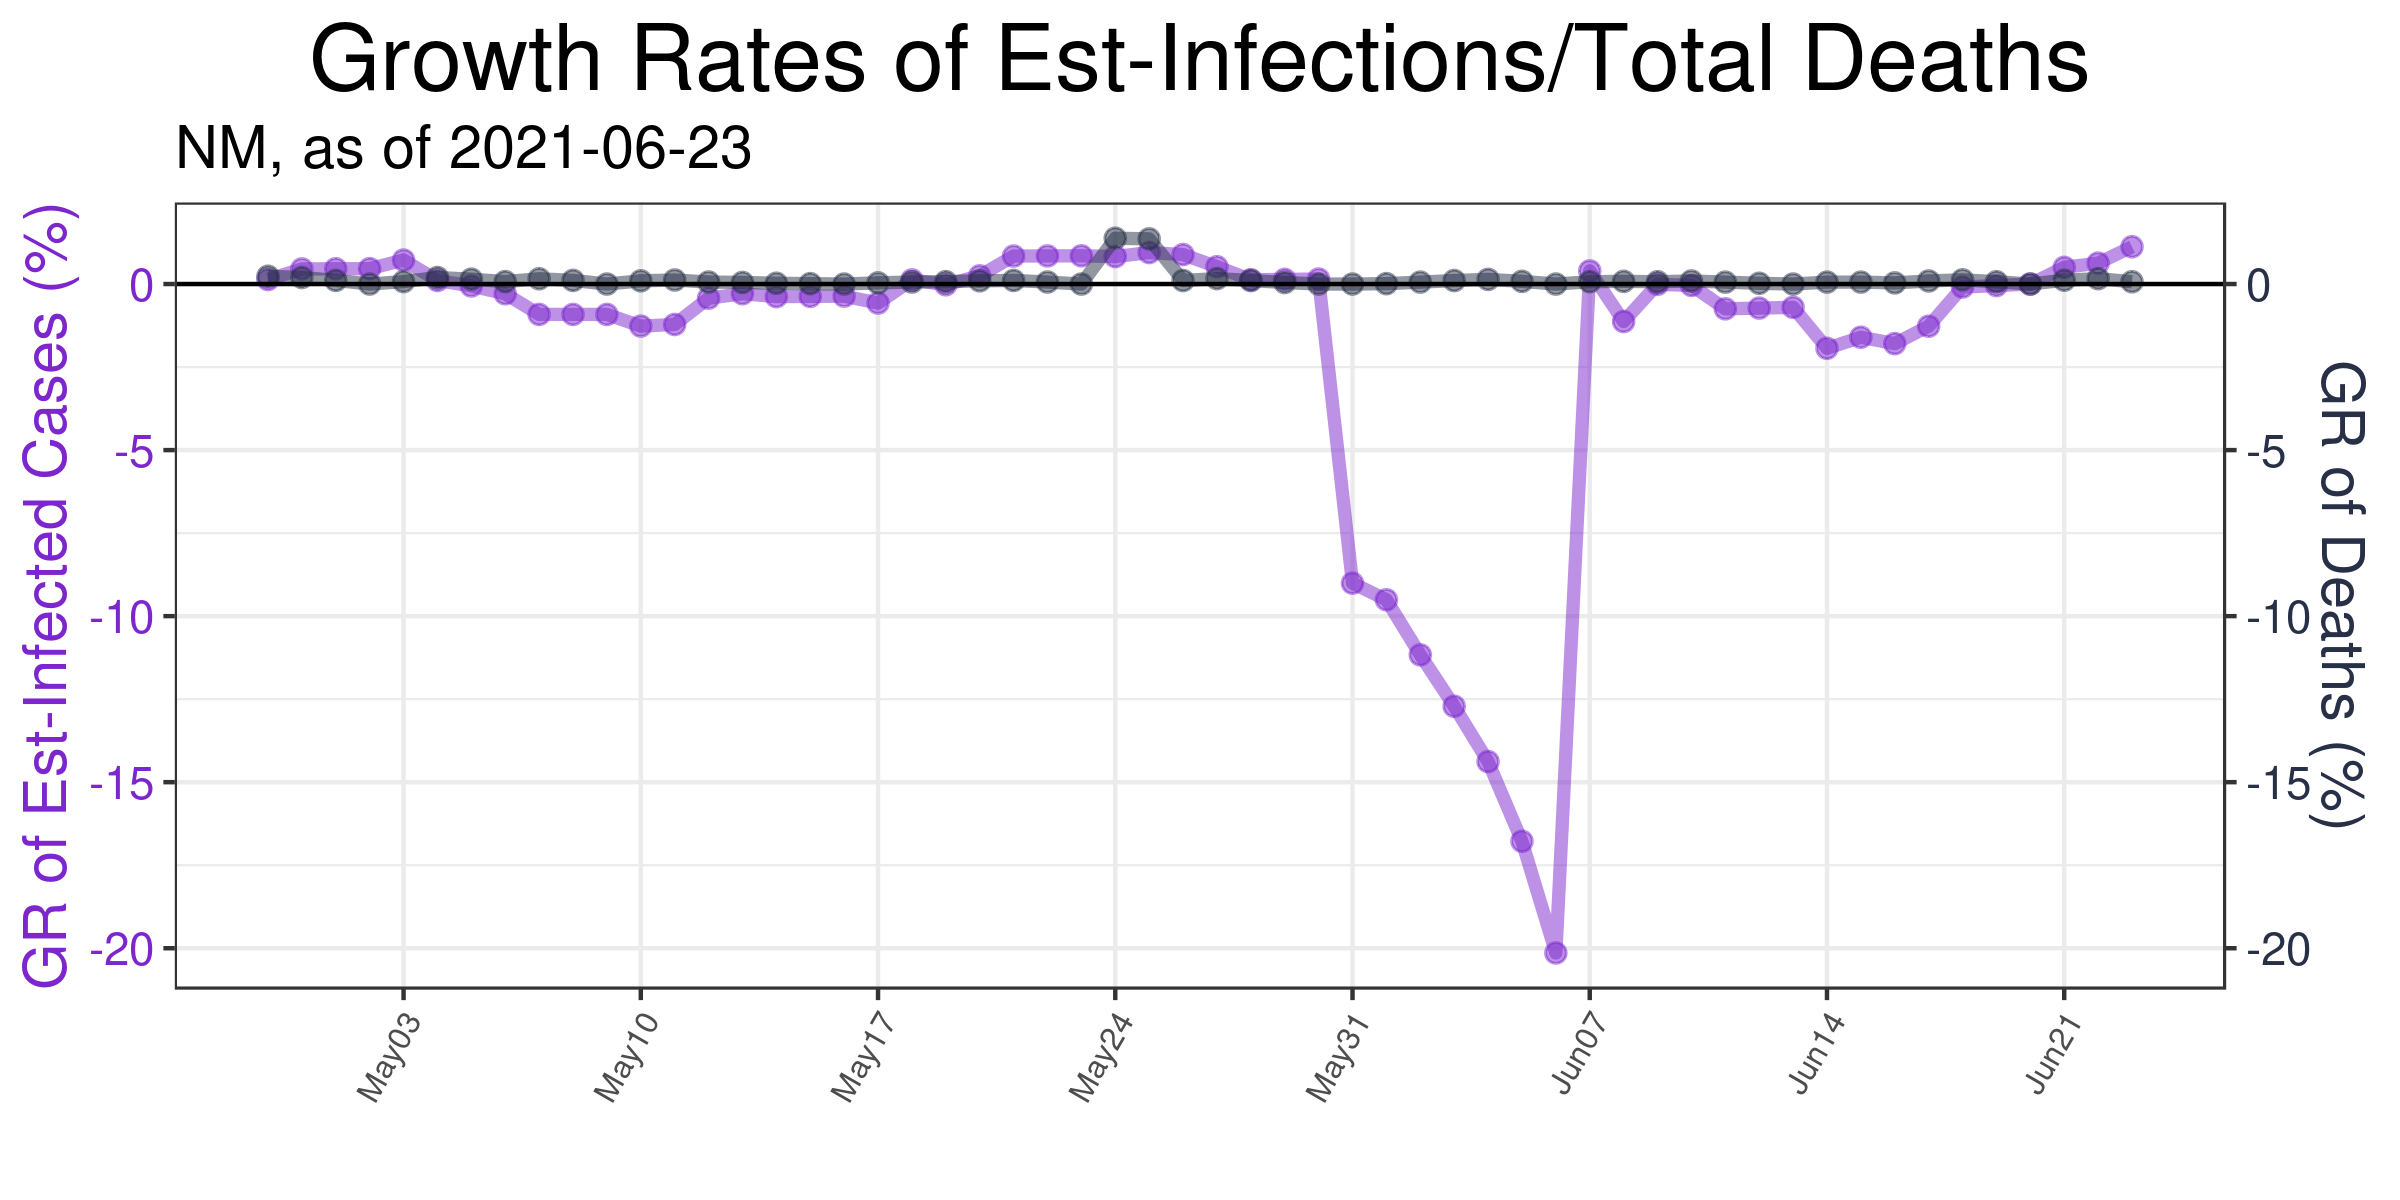 Growth Rates of Est-Infections/Total Deaths
NM, as of 2021-06-23
GR of Est-Infected Cases (%)
0
-5
-10
-15
-20
0
-5
-10
-15
-20
GR of Deaths (%)
May03
May10
May17
May24
May31
Jun07
Jun14
Jun21